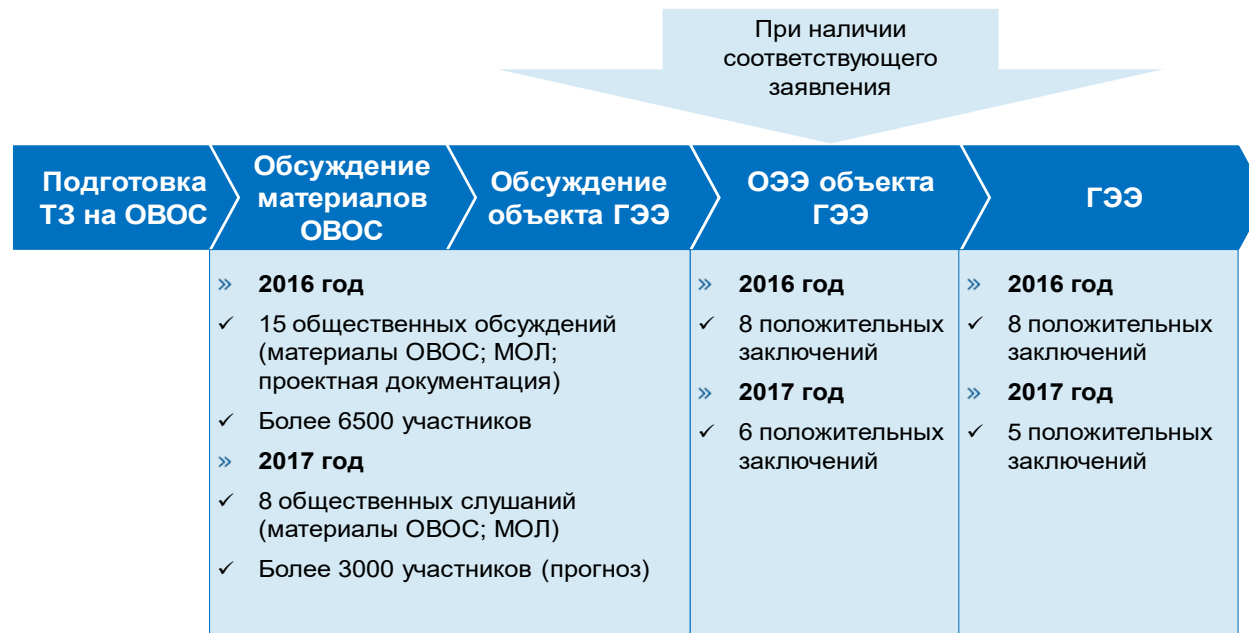 При наличии
соответствующего
заявления
Подготовка
ТЗ на ОВОС
Обсуждение
материалов
ОВОС
Обсуждение
объекта ГЭЭ
ОЭЭ объекта
ГЭЭ
ГЭЭ
» 2016 год
✓ 15 общественных обсуждений
(материалы ОВОС; МОЛ;
проектная документация)
✓ Более 6500 участников
» 2017 год
✓ 8 общественных слушаний
(материалы ОВОС; МОЛ)
✓ Более 3000 участников (прогноз)
» 2016 год
✓ 8 положительных
заключений
» 2017 год
✓ 6 положительных
заключений
» 2016 год
✓ 8 положительных
заключений
» 2017 год
✓ 5 положительных
заключений